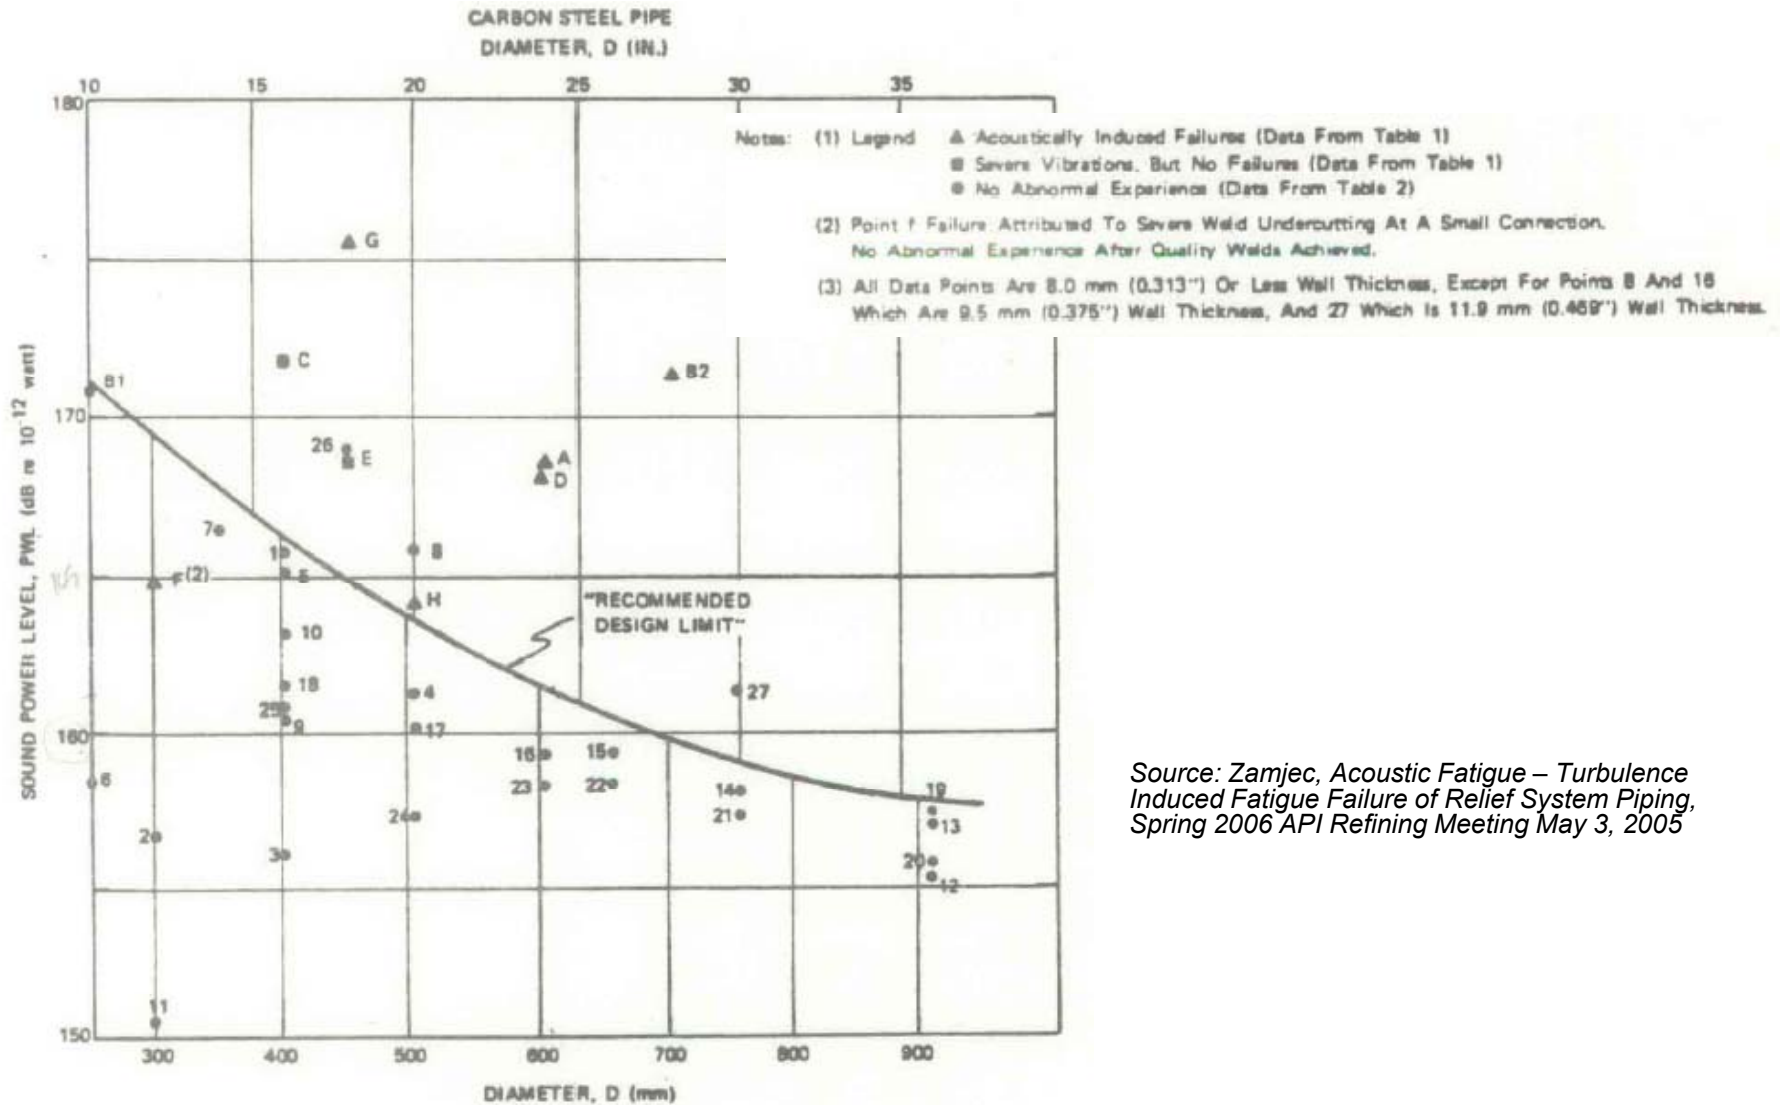 CARBON STEEL PIPE
DIAMETER, D (IN.)
10 15 20 25 30 35
180
Notes: (1) Legend ▲ Acoustically Induced Failures (Data From Table 1)
■ Severe Vibrations, But No Failures (Data From Table 1)
● No Abnormal Experience (Data From Table 2)
(2) Point f Failure Attributed To Severe Weld Undercutting At A Small Connection.
No Abnormal Experience After Quality Welds Achieved.
(3) All Data Points Are 8.0 mm (0.313") Or Less Wall Thickness, Except For Points 8 And 16
Which Are 9.5 mm (0.375") Wall Thickness, And 27 Which Is 11.9 mm (0.469") Wall Thickness.
G
C
B2
B1
170
26
E
A
D
7
1
8
F(2)
5
H
"RECOMMENDED
DESIGN LIMIT"
10
18
4
27
25
9
17
160
16
15
23
22
14
19
6
24
21
13
2
3
20
12
11
150
300 400 500 600 700 800 900
DIAMETER, D (mm)
SOUND POWER LEVEL, PWL (dB re 10⁻¹² watt)
Source: Zamjec, Acoustic Fatigue – Turbulence
Induced Fatigue Failure of Relief System Piping,
Spring 2006 API Refining Meeting May 3, 2005